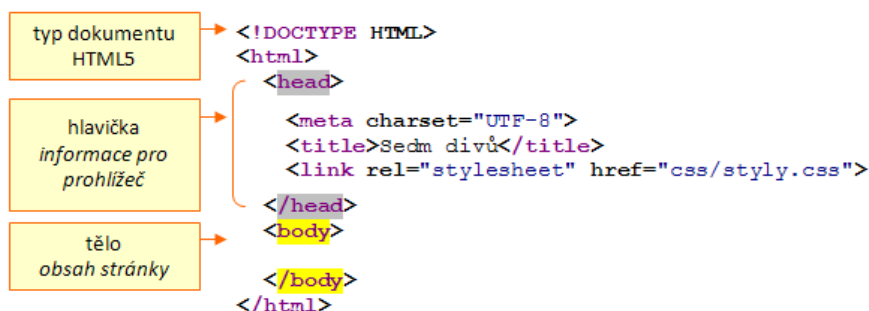 typ dokumentu
HTML5
<!DOCTYPE HTML>
<html>
<head>
hlavička
informace pro
prohlížeč
<meta charset="UTF-8">
<title>Sedm divů</title>
<link rel="stylesheet" href="css/styly.css">
</head>
tělo
obsah stránky
<body>
</body>
</html>